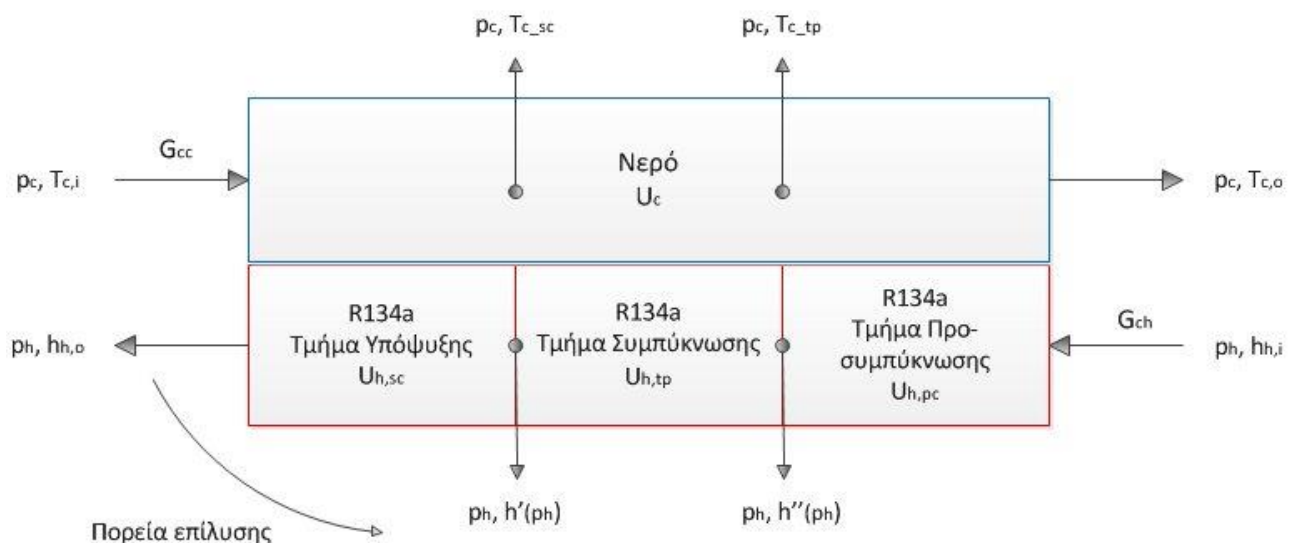 pc, Tc_sc
pc, Tc_tp
Gcc
pc, Tc,i
Νερό
Uc
pc, Tc,o
R134a
Τμήμα Υπόψυξης
Uh,sc
R134a
Τμήμα Συμπύκνωσης
Uh,tp
R134a
Τμήμα Προ-
συμπύκνωσης
Uh,pc
Gch
ph, hh,o
ph, hh,i
ph, h’(ph)
ph, h’’(ph)
Πορεία επίλυσης